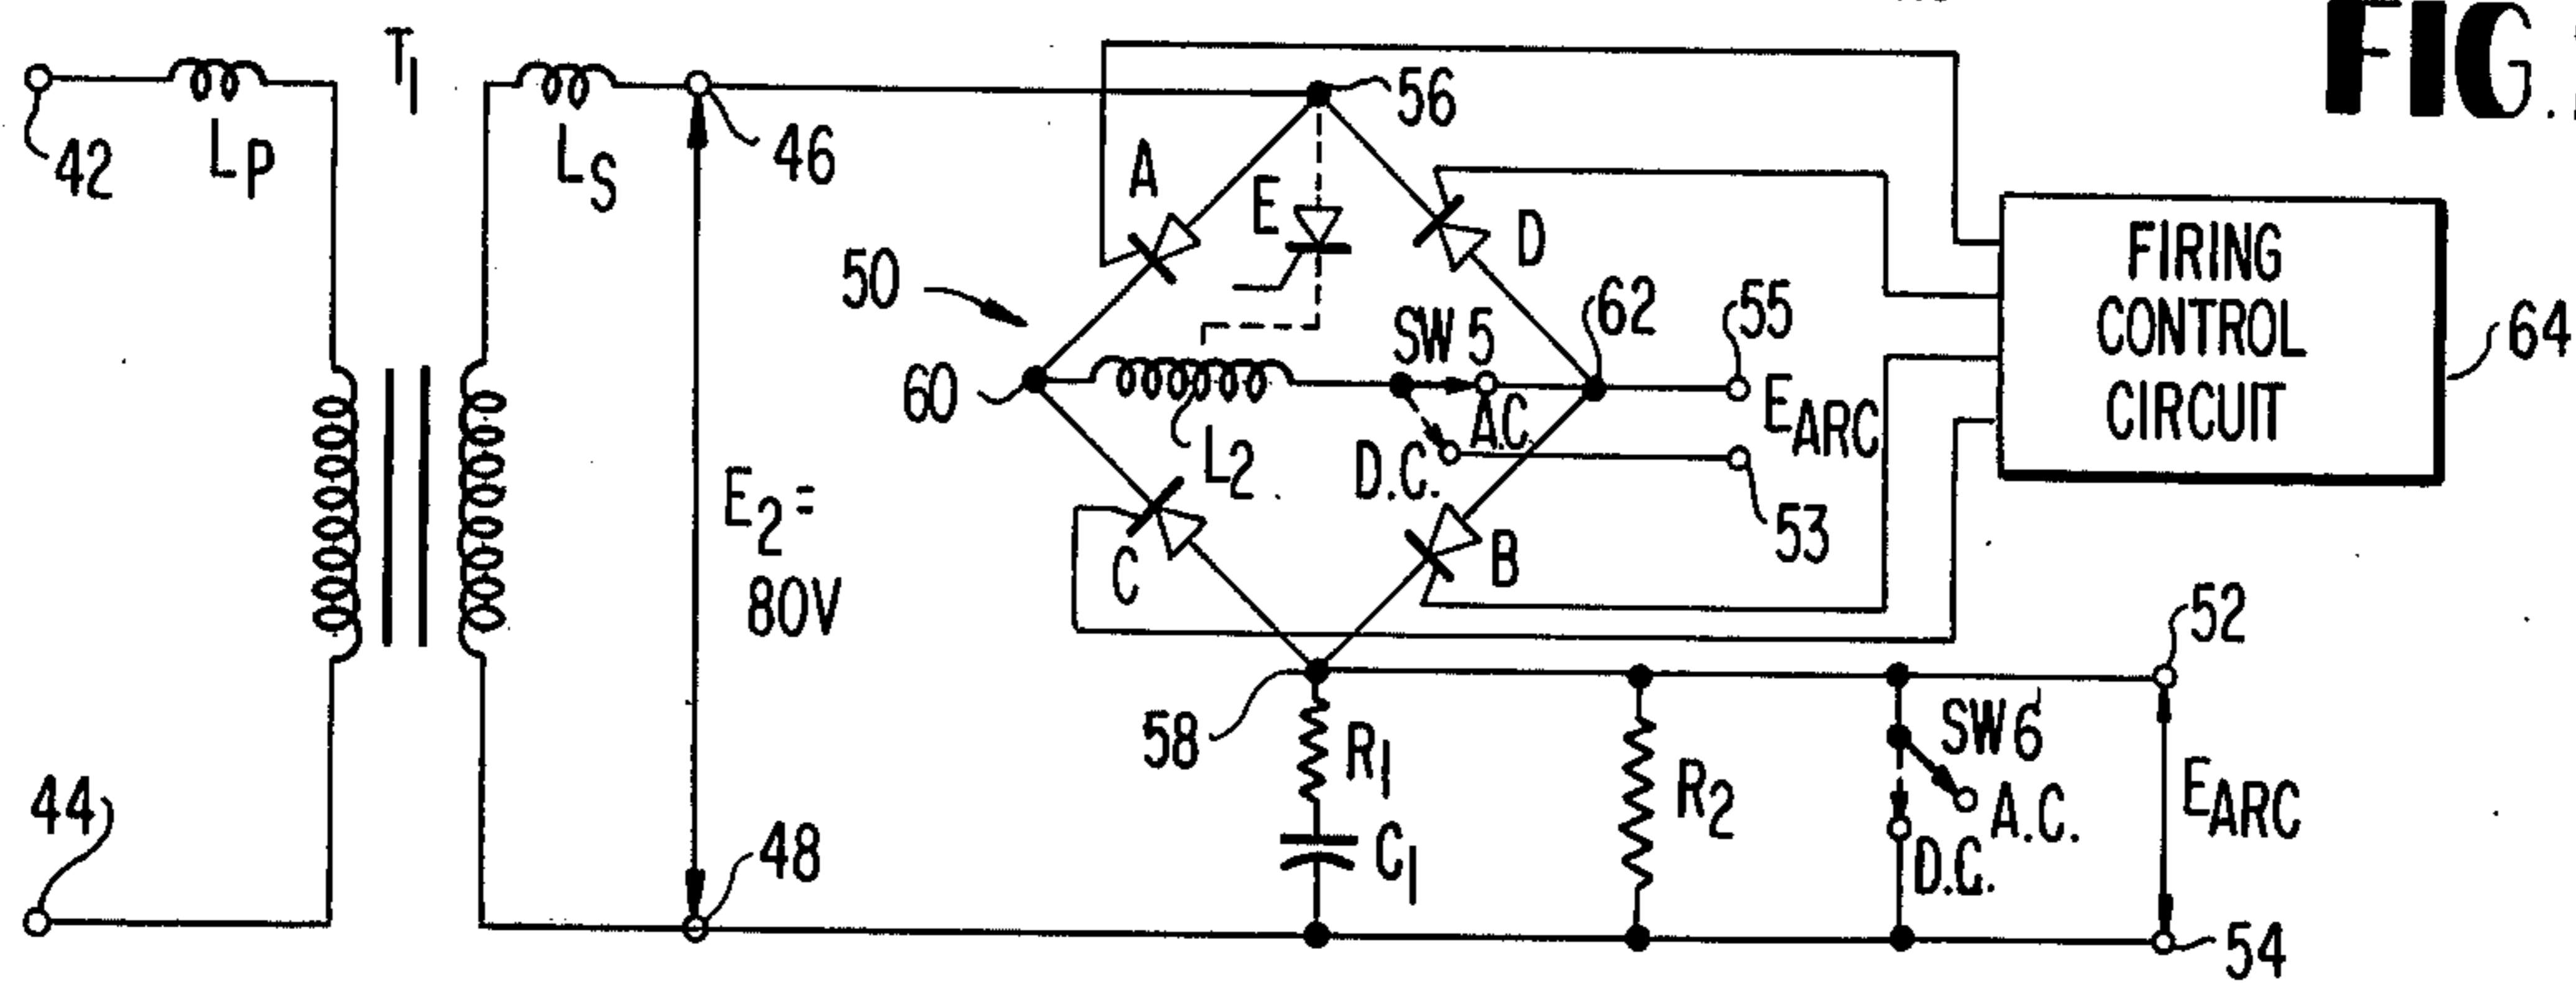 FIG.
T1
42
LP
LS
46
56
A
E
D
50
SW 5
62
55
FIRING
CONTROL
CIRCUIT
64
60
L2
A.C.
D.C.
EARC
53
E2 =
80V
C
B
52
58
R1
R2
SW6
A.C.
EARC
44
48
C1
D.C.
54